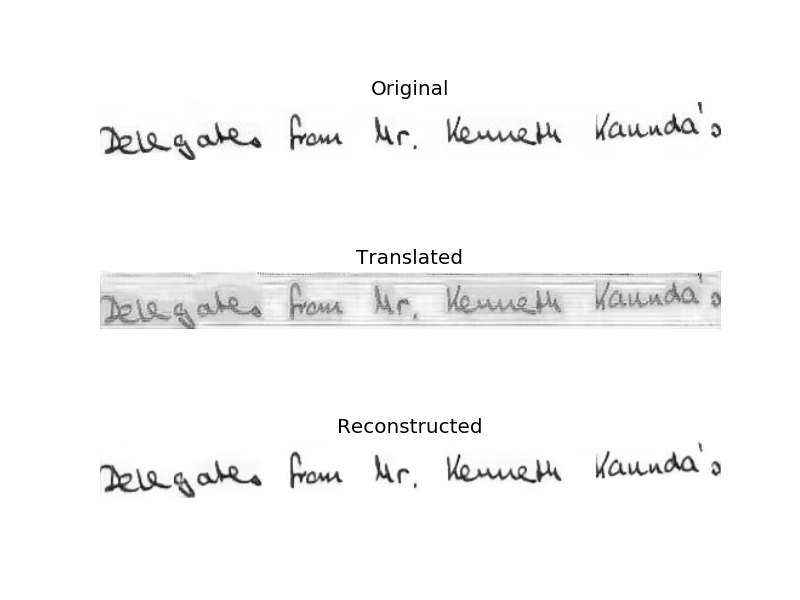 Original
Delegates from Mr. Kenneth Kaunda's
Translated
Delegates from Mr. Kenneth Kaunda's
Reconstructed
Delegates from Mr. Kenneth Kaunda's